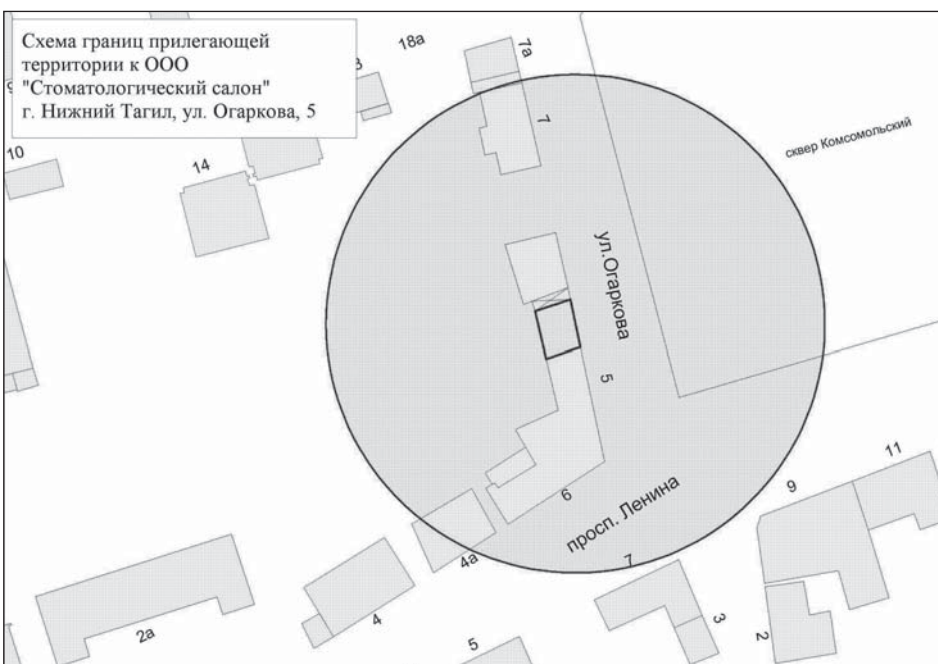 Схема границ прилегающей
территории к ООО
"Стоматологический салон"
г. Нижний Тагил, ул. Огаркова, 5
18а
7а
7
10
14
сквер Комсомольский
ул.Огаркова
5
6
просп. Ленина
7
4а
4
2а
5
3
2
9
11